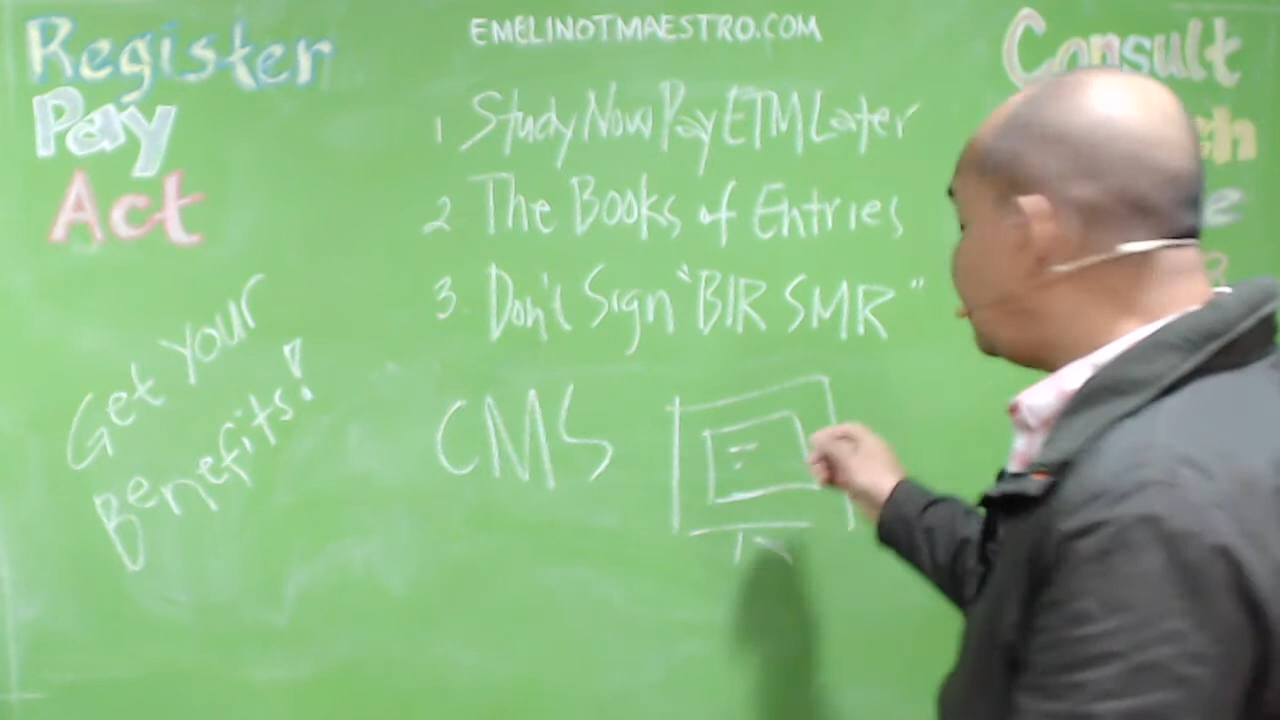 EMELINOTMAESTRO.COM
Register
Pay
Act
Get Your
Benefits!
1 Study Now Pay ETM Later
2 The Books of Entries
3. Don't Sign "BIR SMR"
CMS
Consult